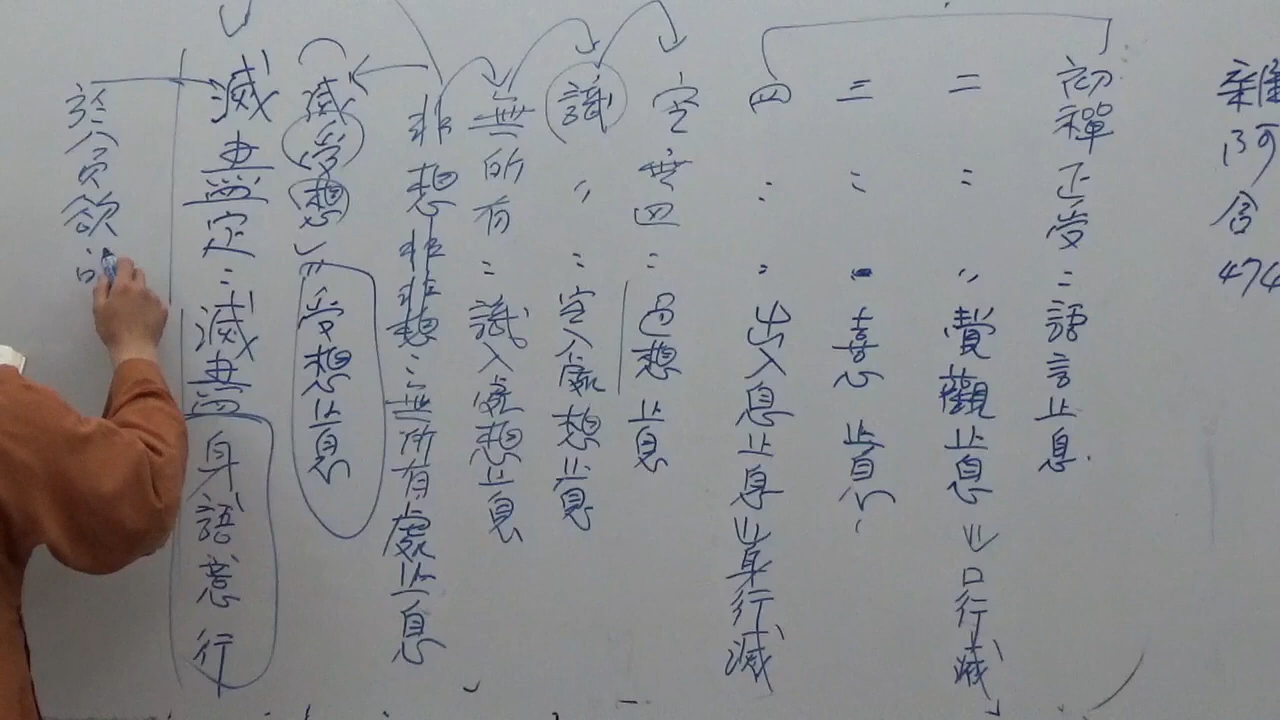 雜阿含474
初禪正受:語言止息.
二 : 〃 覺觀止息⇒口行滅
三 : : 喜心止息
四 : : 出入息止息⇒身行滅
空無邊:色想止息
識〃:空入處想止息
無所有:識入處想止息
非想非非想:無所有處止息
滅受想〃受想止息
滅盡定:滅盡身語意行
於貪欲